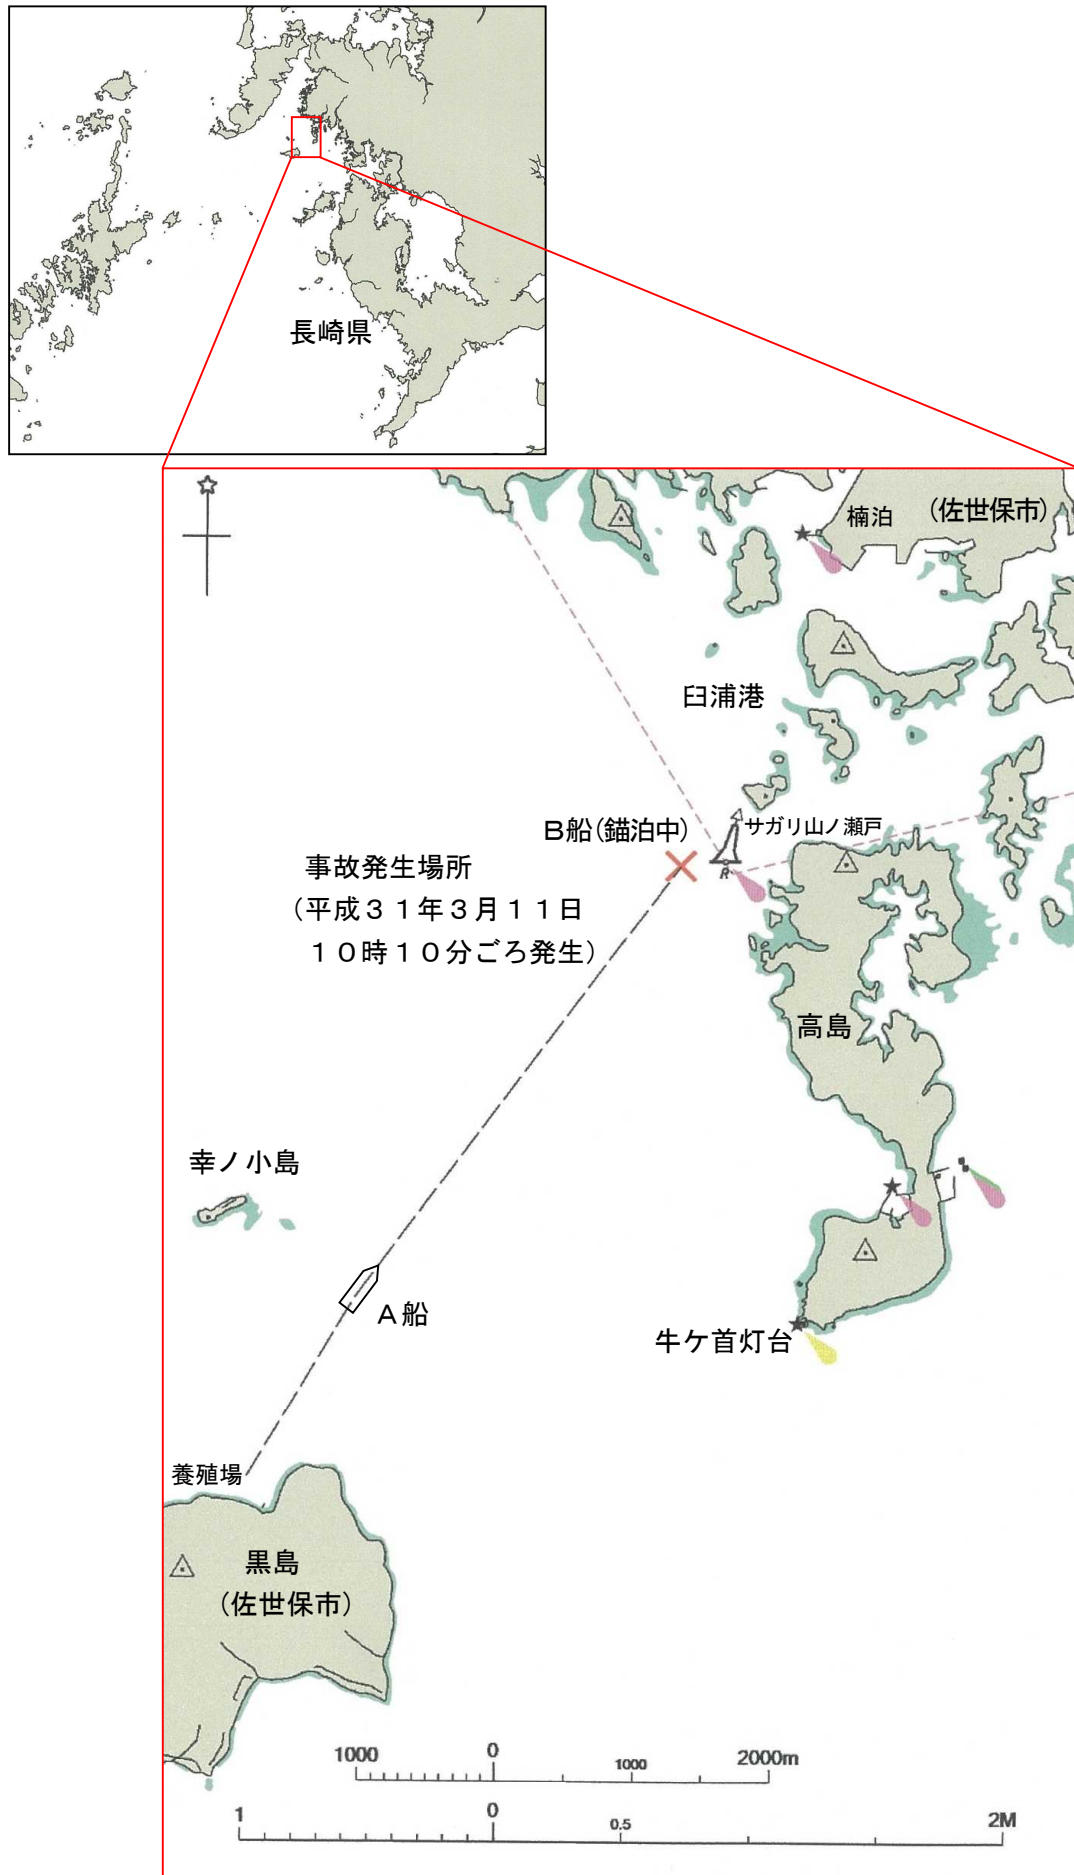 長崎県
楠泊
(佐世保市)
臼浦港
B船(錨泊中)
サガリ山ノ瀬戸
R
事故発生場所
(平成31年3月11日
10時10分ごろ発生)
高島
幸ノ小島
A船
牛ケ首灯台
養殖場
黒島
(佐世保市)
1000 0 1000 2000m
1 0 0.5 2M